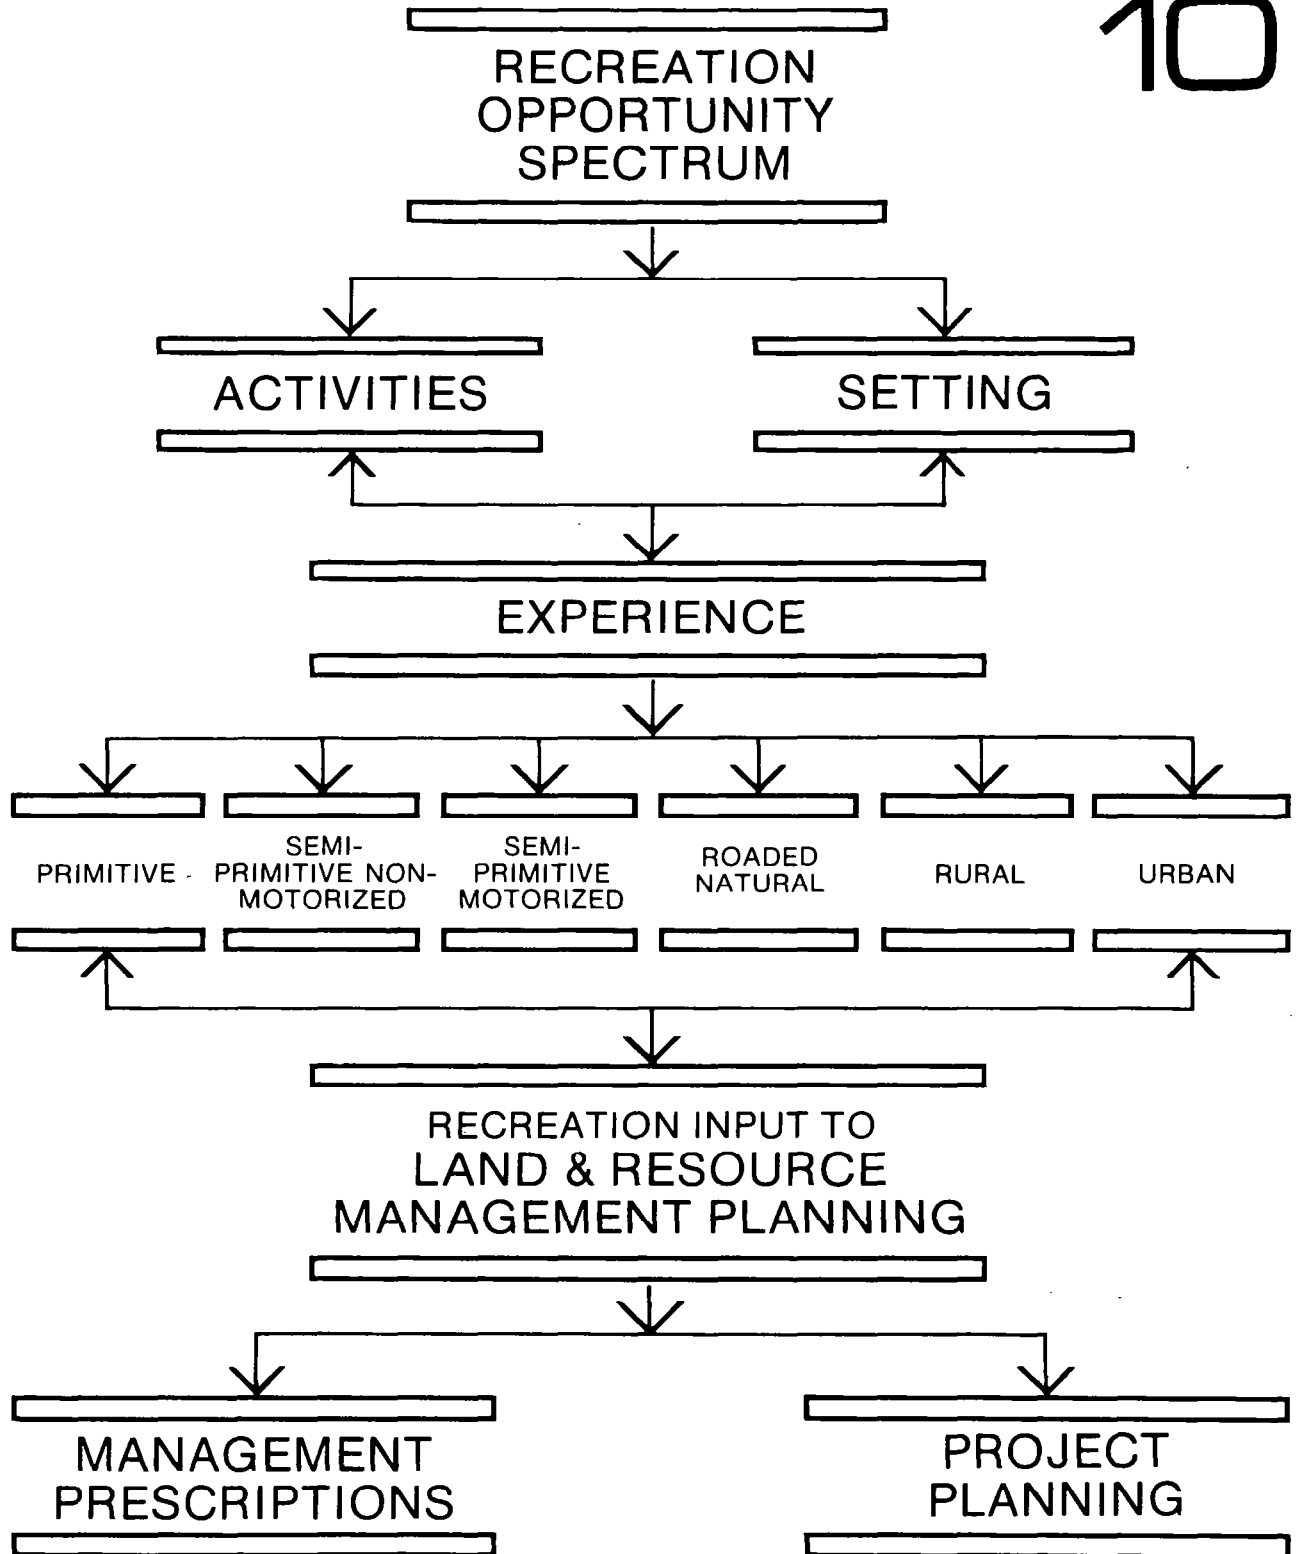 10
RECREATION
OPPORTUNITY
SPECTRUM
ACTIVITIES
SETTING
EXPERIENCE
PRIMITIVE
SEMI-
PRIMITIVE NON-
MOTORIZED
SEMI-
PRIMITIVE
MOTORIZED
ROADED
NATURAL
RURAL
URBAN
RECREATION INPUT TO
LAND & RESOURCE
MANAGEMENT PLANNING
MANAGEMENT
PRESCRIPTIONS
PROJECT
PLANNING